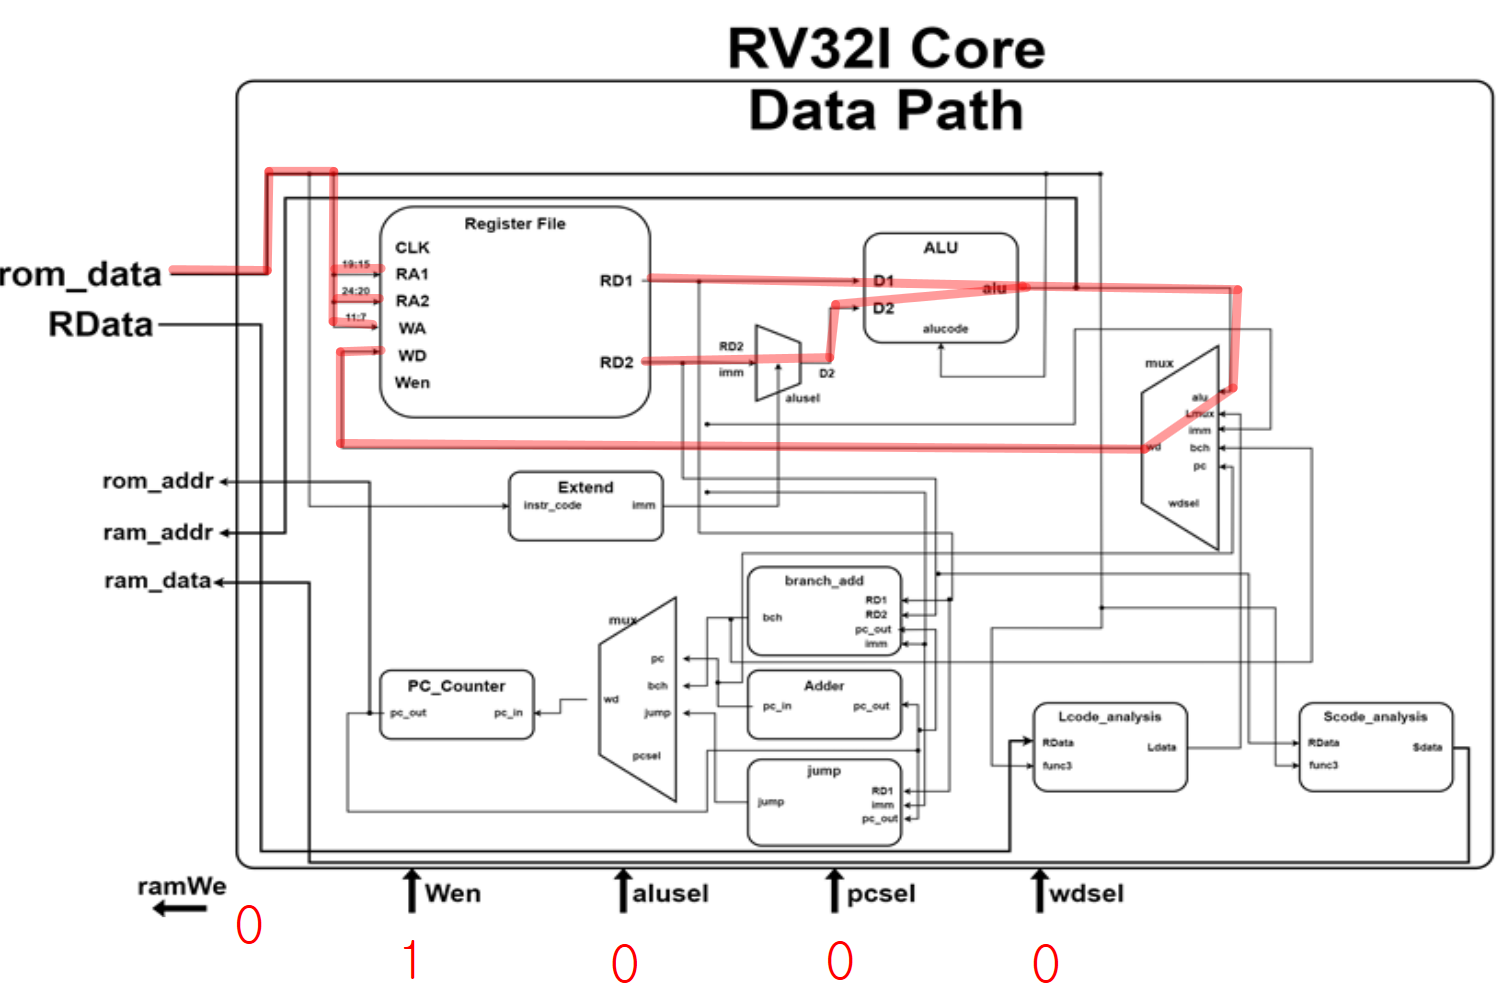 RV32I Core
Data Path
rom_data
RData
rom_addr
ram_addr
ram_data
ramWe
Register File
CLK
19:15
RA1
24:20
RA2
11:7
WA
WD
Wen
RD1
RD2
RD2
imm
D2
alusel
ALU
D1
alu
D2
alucode
mux
alu
Lmux
imm
wd
bch
pc
wdsel
Extend
instr_code
imm
branch_add
RD1
RD2
bch
pc_out
imm
mux
pc
bch
wd
jump
pcsel
PC_Counter
pc_out
pc_in
Adder
pc_in
pc_out
jump
RD1
jump
imm
pc_out
Lcode_analysis
RData
Ldata
func3
Scode_analysis
RData
Sdata
func3
Wen
alusel
pcsel
wdsel
0
1
0
0
0